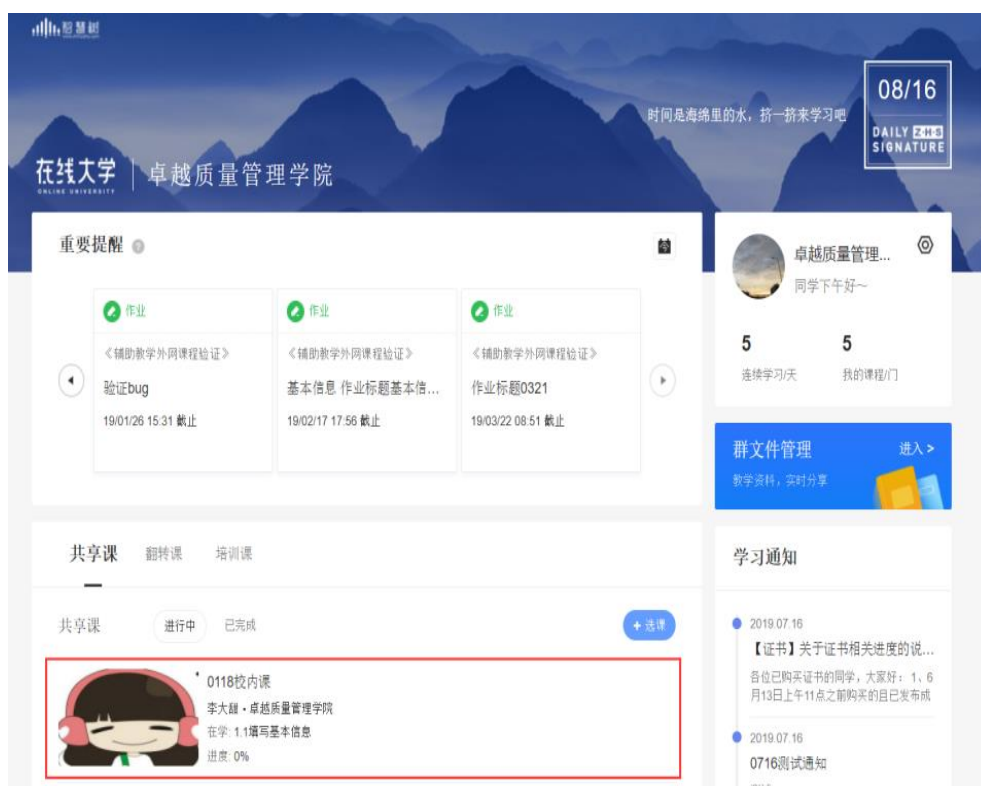 智慧树
时间是海绵里的水，挤一挤来学习吧
08/16
DAILY Z·H·S
SIGNATURE
在线大学
ONLINE UNIVERSITY
卓越质量管理学院
重要提醒
作业
《辅助教学外网课程验证》
验证bug
19/01/26 15:31 截止
作业
《辅助教学外网课程验证》
基本信息 作业标题基本信...
19/02/17 17:56 截止
作业
《辅助教学外网课程验证》
作业标题0321
19/03/22 08:51 截止
卓越质量管理...
同学下午好～
5
连续学习/天
5
我的课程/门
群文件管理
进入 >
教学资料，实时分享
共享课 翻转课 培训课
共享课 进行中 已完成 + 选课
0118校内课
李大甜 · 卓越质量管理学院
在学: 1.1填写基本信息
进度: 0%
学习通知
2019.07.16
【证书】关于证书相关进度的说...
各位已购买证书的同学，大家好： 1、6
月13日上午11点之前购买的且已发布成
2019.07.16
0716测试通知